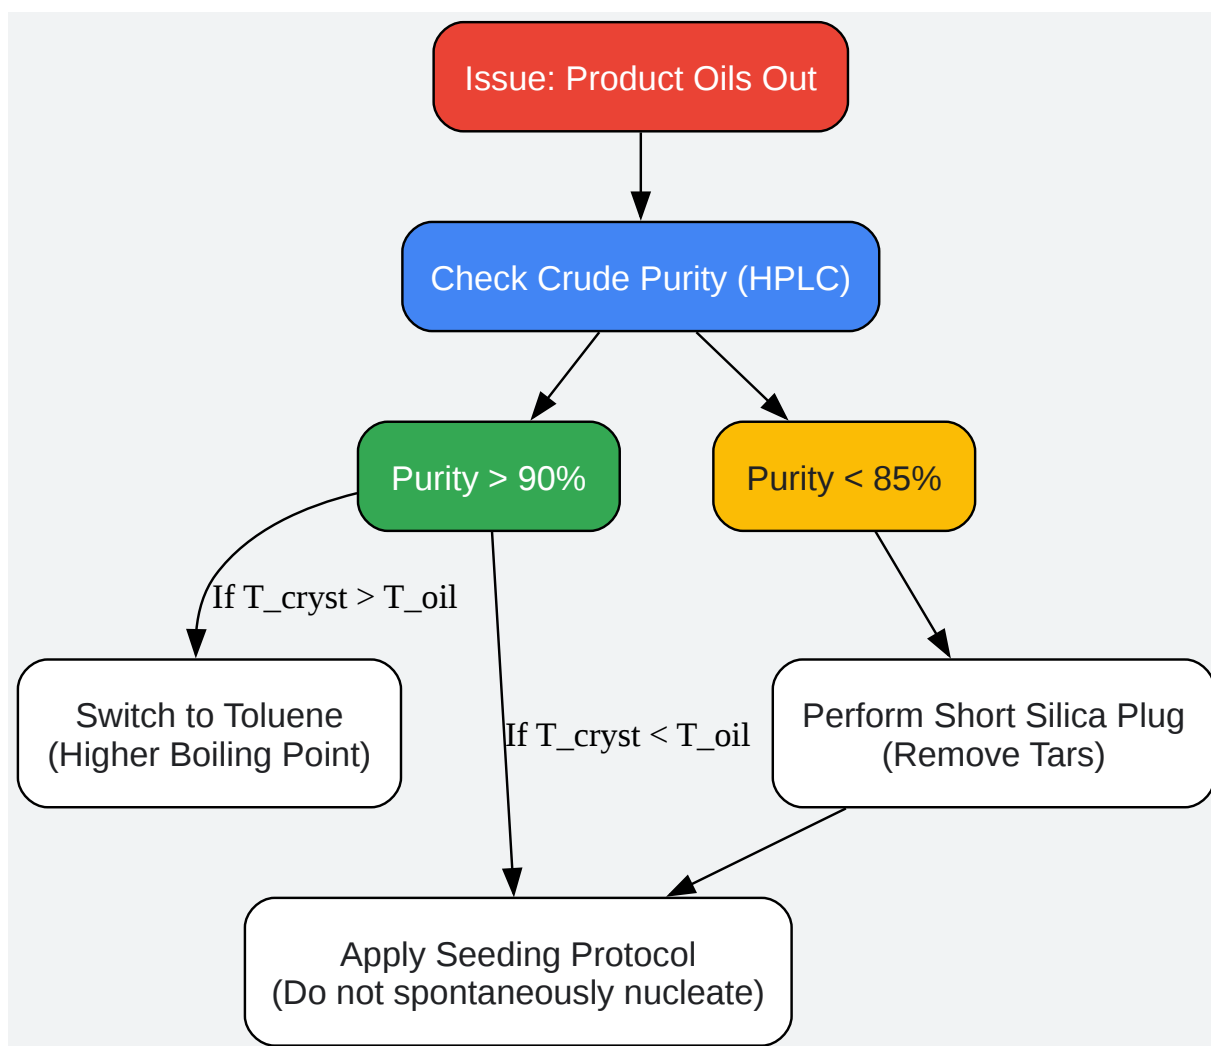 Issue: Product Oils Out
Check Crude Purity (HPLC)
Purity > 90%
Purity < 85%
If T_cryst > T_oil
Switch to Toluene
(Higher Boiling Point)
If T_cryst < T_oil
Perform Short Silica Plug
(Remove Tars)
Apply Seeding Protocol
(Do not spontaneously nucleate)